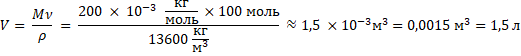 V = Mν/ρ = (200 × 10⁻³ кг/моль × 100 моль)/(13600 кг/м³) ≈ 1,5 × 10⁻³м³ = 0,0015 м³ = 1,5 л